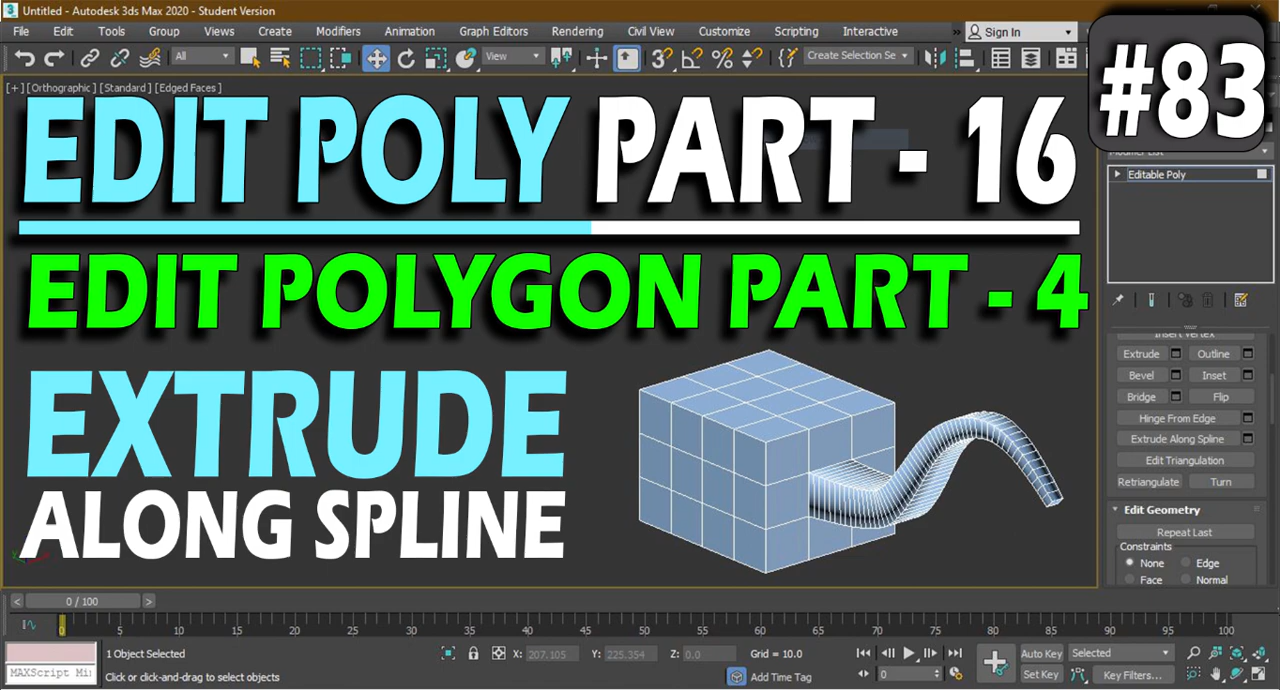 Untitled - Autodesk 3ds Max 2020 - Student Version
File Edit Tools Group Views Create Modifiers Animation Graph Editors Rendering Civil View Customize Scripting Interactive » Sign In
All View Create Selection Se
#83
[+] [Orthographic] [Standard] [Edged Faces]
EDIT POLY PART - 16
Modifier List
Editable Poly
EDIT POLYGON PART - 4
Insert Vertex
Extrude Outline
Bevel Inset
Bridge Flip
Hinge From Edge
Extrude Along Spline
Edit Triangulation
Retriangulate Turn
EXTRUDE
ALONG SPLINE
Edit Geometry
Repeat Last
Constraints
None Edge
Face Normal
< 0 / 100 >
0 5 10 15 20 25 30 35 40 45 50 55 60 65 70 75 80 85 90 95 100
1 Object Selected X: 207.105 Y: 225.354 Z: 0.0 Grid = 10.0 Auto Key Selected
MAXScript Mi: Click or click-and-drag to select objects Add Time Tag 0 Set Key Key Filters...